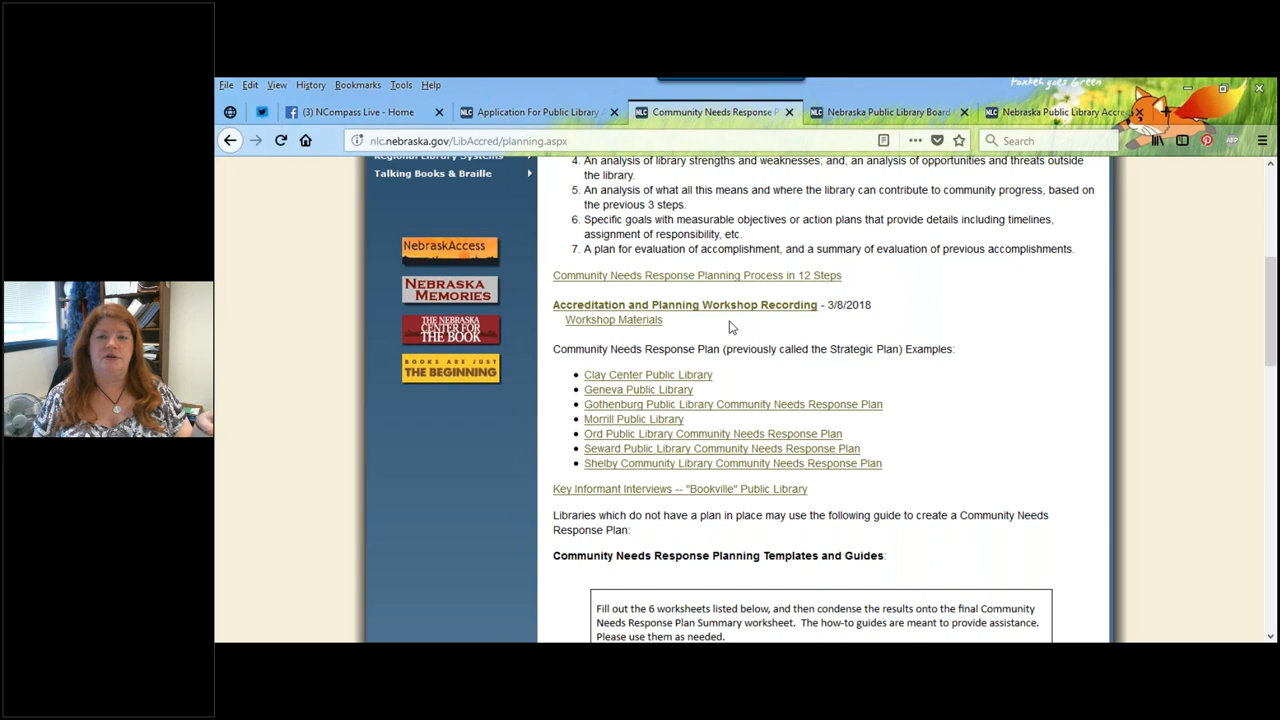 Foxkeh goes Green
File Edit View History Bookmarks Tools Help
(3) NCompass Live - Home
NLC Application For Public Library
NLC Community Needs Response P
NLC Nebraska Public Library Board
NLC Nebraska Public Library Accre
nlc.nebraska.gov/LibAccred/planning.aspx
Search
Regional Library Systems
Talking Books & Braille
NebraskAccess
NEBRASKA
MEMORIES
THE NEBRASKA
CENTER FOR
THE BOOK
BOOKS ARE JUST
THE BEGINNING
4. An analysis of library strengths and weaknesses; and, an analysis of opportunities and threats outside
the library.
5. An analysis of what all this means and where the library can contribute to community progress, based on
the previous 3 steps.
6. Specific goals with measurable objectives or action plans that provide details including timelines,
assignment of responsibility, etc.
7. A plan for evaluation of accomplishment, and a summary of evaluation of previous accomplishments.
Community Needs Response Planning Process in 12 Steps
Accreditation and Planning Workshop Recording - 3/8/2018
Workshop Materials
Community Needs Response Plan (previously called the Strategic Plan) Examples:
• Clay Center Public Library
• Geneva Public Library
• Gothenburg Public Library Community Needs Response Plan
• Morrill Public Library
• Ord Public Library Community Needs Response Plan
• Seward Public Library Community Needs Response Plan
• Shelby Community Library Community Needs Response Plan
Key Informant Interviews -- "Bookville" Public Library
Libraries which do not have a plan in place may use the following guide to create a Community Needs
Response Plan:
Community Needs Response Planning Templates and Guides:
Fill out the 6 worksheets listed below, and then condense the results onto the final Community
Needs Response Plan Summary worksheet. The how-to guides are meant to provide assistance.
Please use them as needed.